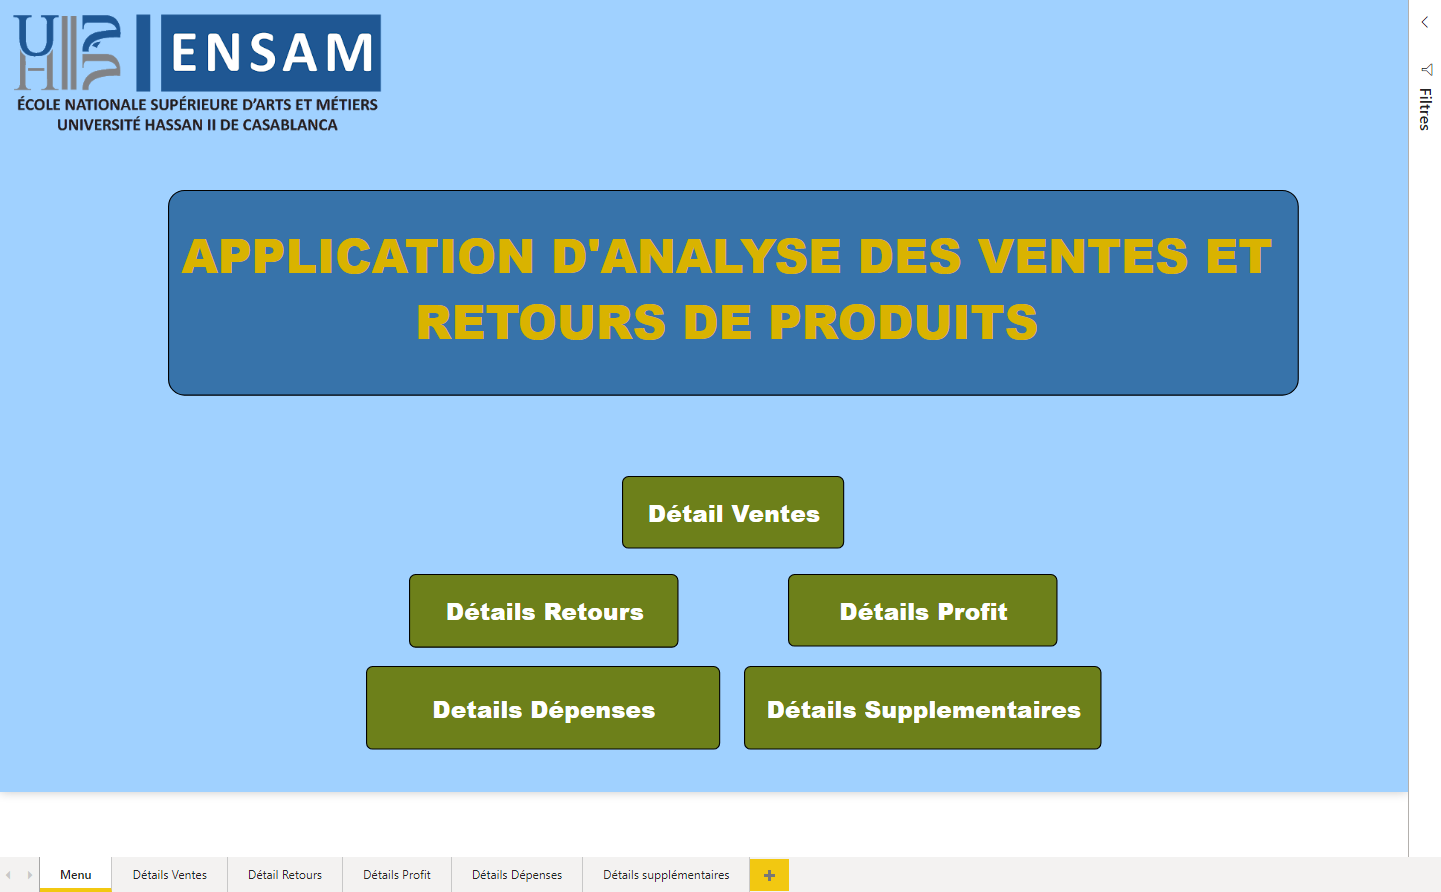 UH
ENSAM
ÉCOLE NATIONALE SUPÉRIEURE D'ARTS ET MÉTIERS
UNIVERSITÉ HASSAN II DE CASABLANCA
Filtres
APPLICATION D'ANALYSE DES VENTES ET
RETOURS DE PRODUITS
Détail Ventes
Détails Retours
Détails Profit
Details Dépenses
Détails Supplementaires
Menu
Détails Ventes
Détail Retours
Détails Profit
Détails Dépenses
Détails supplémentaires